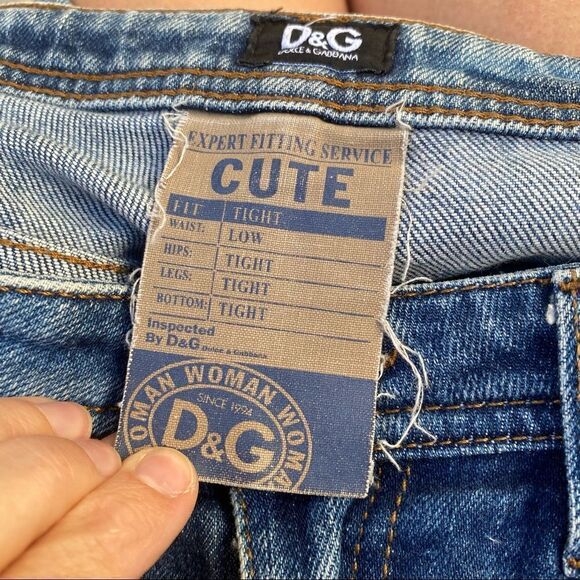 D&G
DOLCE & GABBANA
EXPERT FITTING SERVICE
CUTE
FIT TIGHT
WAIST: LOW
HIPS: TIGHT
LEGS: TIGHT
BOTTOM: TIGHT
Inspected
By D&G Dolce & Gabbana
WOMAN WOMAN WOMA
SINCE 1994
D&G